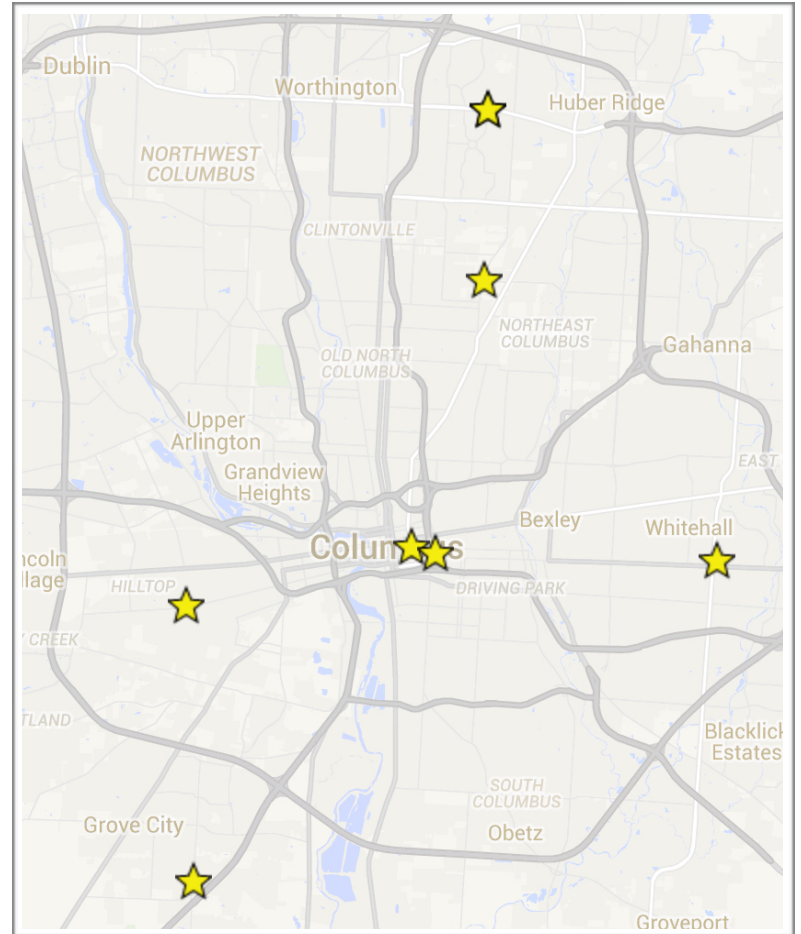 Dublin
Worthington
Huber Ridge
NORTHWEST
COLUMBUS
CLINTONVILLE
NORTHEAST
COLUMBUS
Gahanna
OLD NORTH
COLUMBUS
Upper
Arlington
Grandview
Heights
EAST
Bexley
Whitehall
Colum s
ncoln
llage
HILLTOP
DRIVING PARK
CREEK
TLAND
Blacklick
Estates
SOUTH
COLUMBUS
Grove City
Obetz
Groveport